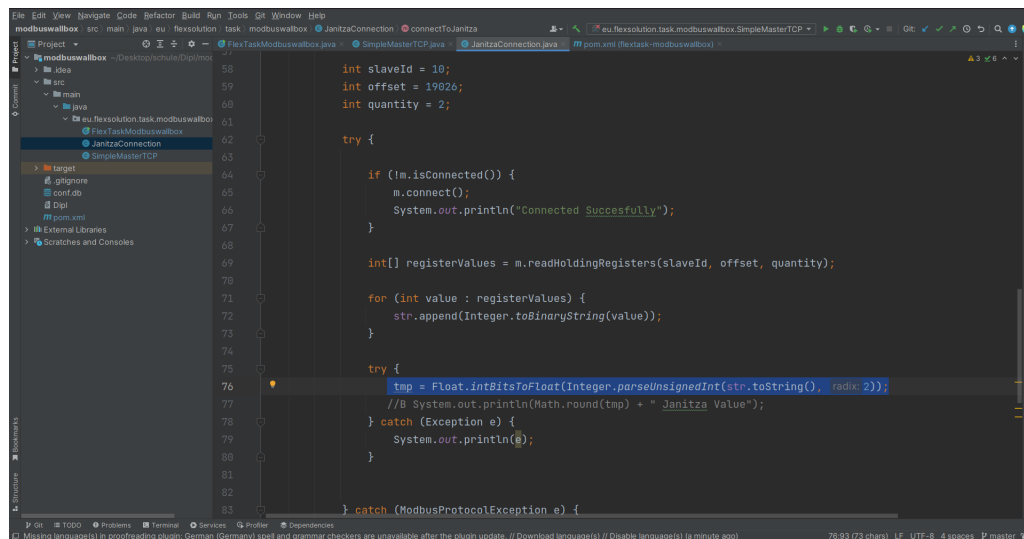 File Edit View Navigate Code Refactor Build Run Tools Git Window Help
modbuswallbox src main java eu flexsolution task modbuswallbox JanitzaConnection connectToJanitza eu.flexsolution.task.modbuswallbox.SimpleMasterTCP Git:
Project FlexTaskModbuswallbox.java SimpleMasterTCP.java JanitzaConnection.java pom.xml (flextask-modbuswallbox)
modbuswallbox ~/Desktop/schule/Dipl/mod
.idea
src
main
java
eu.flexsolution.task.modbuswallbox
FlexTaskModbuswallbox
JanitzaConnection
SimpleMasterTCP
target
.gitignore
conf.db
Dipl
pom.xml
External Libraries
Scratches and Consoles
Project
Commit
Bookmarks
Structure
57
58 int slaveId = 10;
59 int offset = 19026;
60 int quantity = 2;
61
62 try {
63
64 if (!m.isConnected()) {
65 m.connect();
66 System.out.println("Connected Succesfully");
67 }
68
69 int[] registerValues = m.readHoldingRegisters(slaveId, offset, quantity);
70
71 for (int value : registerValues) {
72 str.append(Integer.toBinaryString(value));
73 }
74
75 try {
76 tmp = Float.intBitsToFloat(Integer.parseUnsignedInt(str.toString(), radix: 2));
77 //B System.out.println(Math.round(tmp) + " Janitza Value");
78 } catch (Exception e) {
79 System.out.println(e);
80 }
81
82
83 } catch (ModbusProtocolException e) {
3 6
Git TODO Problems Terminal Services Profiler Dependencies
Missing language(s) in proofreading plugin: German (Germany) spell and grammar checkers are unavailable after the plugin update. // Download language(s) // Disable language(s) (a minute ago) 76:93 (73 chars) LF UTF-8 4 spaces master